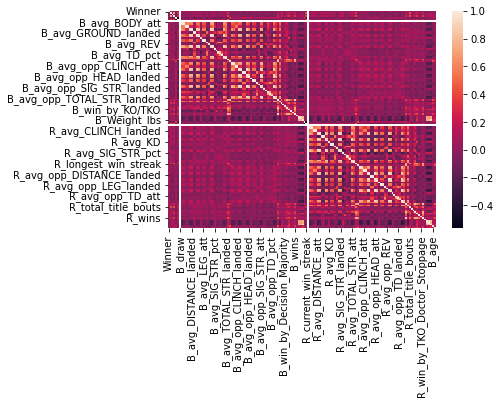 Winner
B_avg_BODY_att
B_avg_GROUND_landed
B_avg_REV
B_avg_TD_pct
B_avg_opp_CLINCH_att
B_avg_opp_HEAD_landed
B_avg_opp_SIG_STR_landed
B_avg_opp_TOTAL_STR_landed
B_win_by_KO/TKO
B_Weight_lbs
R_avg_CLINCH_landed
R_avg_KD
R_avg_SIG_STR_pct
R_longest_win_streak
R_avg_opp_DISTANCE_landed
R_avg_opp_LEG_landed
R_avg_opp_TD_att
R_total_title_bouts
R_wins
Winner
B_draw
B_avg_DISTANCE_landed
B_avg_LEG_att
B_avg_SIG_STR_pct
B_avg_TOTAL_STR_landed
B_avg_opp_CLINCH_landed
B_avg_opp_HEAD_landed
B_avg_opp_SIG_STR_att
B_avg_opp_TD_pct
B_win_by_Decision_Majority
B_wins
R_current_win_streak
R_avg_DISTANCE_att
R_avg_KD
R_avg_SIG_STR_landed
R_avg_TOTAL_STR_att
R_avg_opp_CLINCH_att
R_avg_opp_HEAD_att
R_avg_opp_REV
R_avg_opp_TD_landed
R_total_title_bouts
R_win_by_TKO_Doctor_Stoppage
B_age
1.0
0.8
0.6
0.4
0.2
0.0
−0.2
−0.4